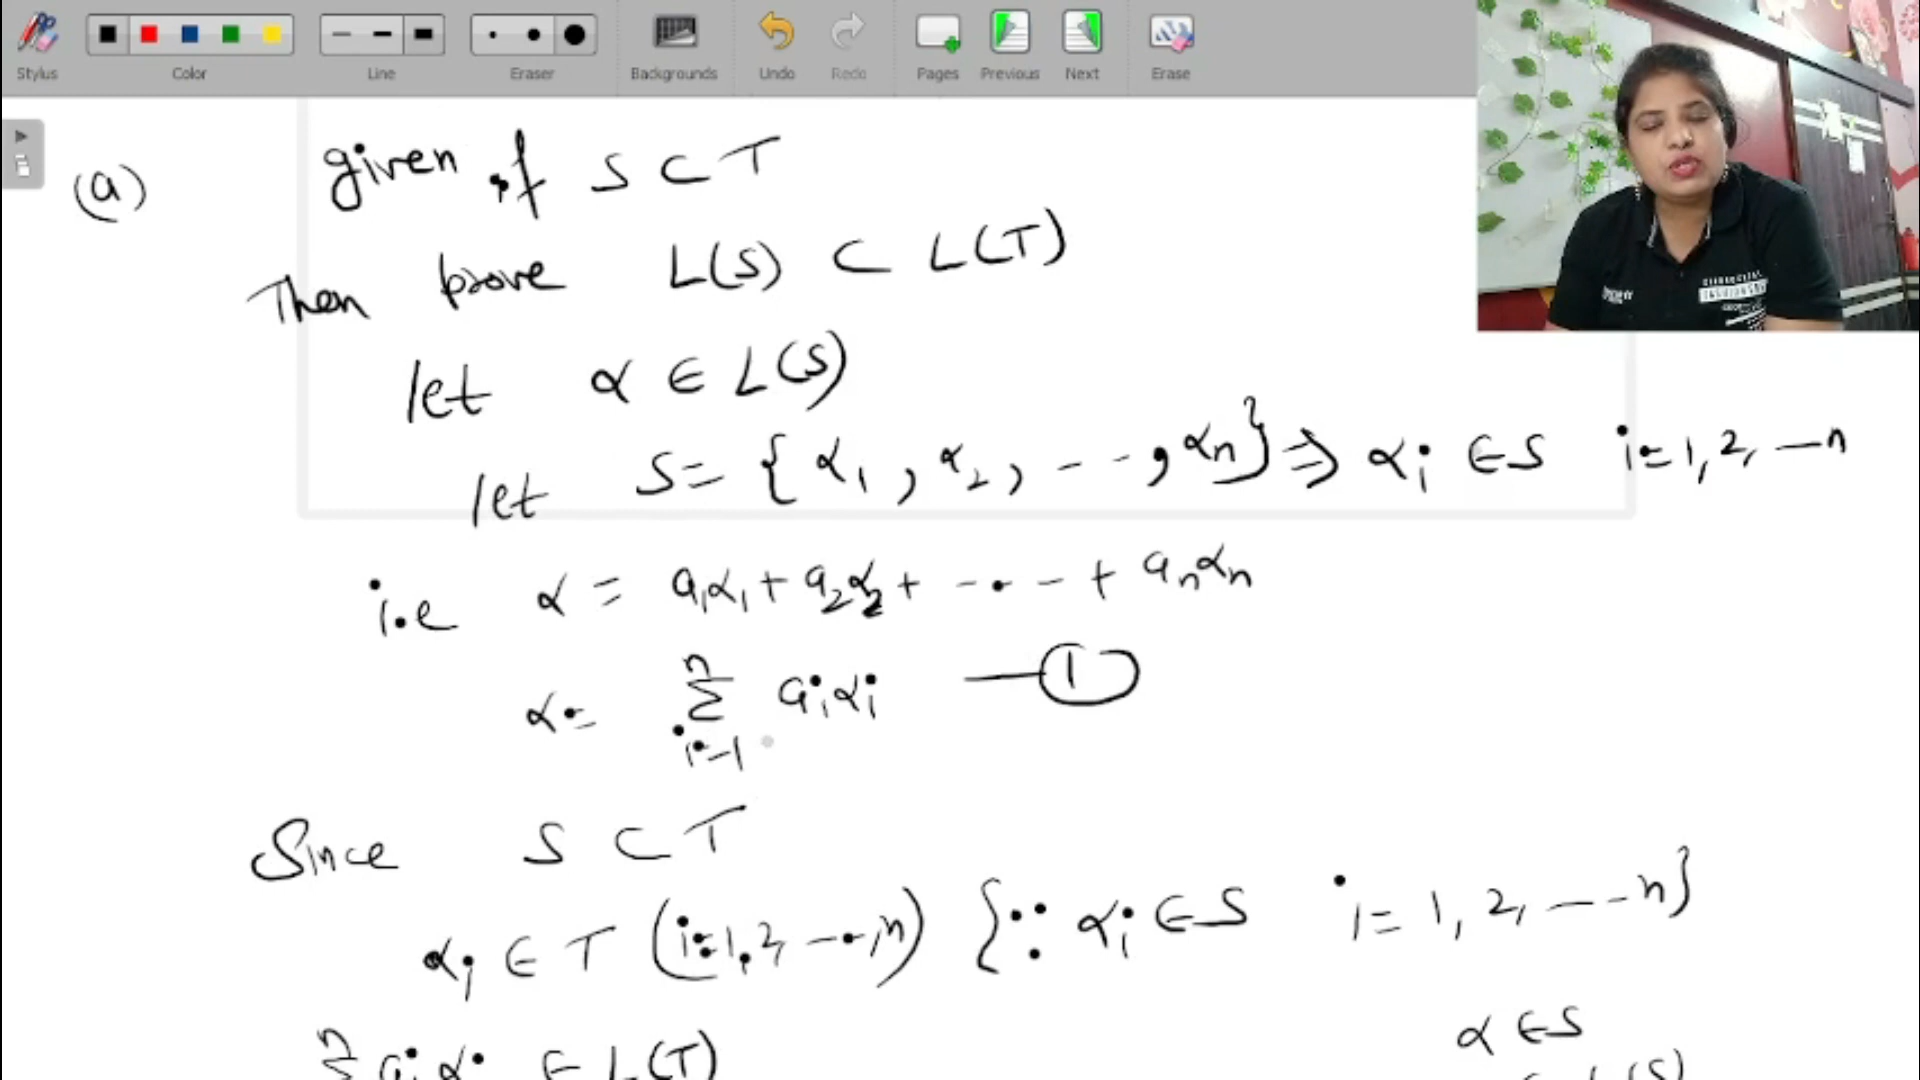 Stylus
Color
Line
Eraser
Backgrounds
Undo
Redo
Pages
Previous
Next
Erase
(a) given if S ⊂ T
Then prove L(S) ⊂ L(T)
let α ∈ L(S)
let S = {α₁, α₂, - - -, αn} ⇒ αi ∈ S i = 1, 2, — n
i.e α = a₁α₁ + a₂α₂ + - - - + anαn
α = n Σ i=1 aiαi —①
Since S ⊂ T
αi ∈ T (i=1, 2, - - -, n) {∵ αi ∈ S i = 1, 2, - - - n}
α ∈ S
n Σ aiαi ∈ L(T)